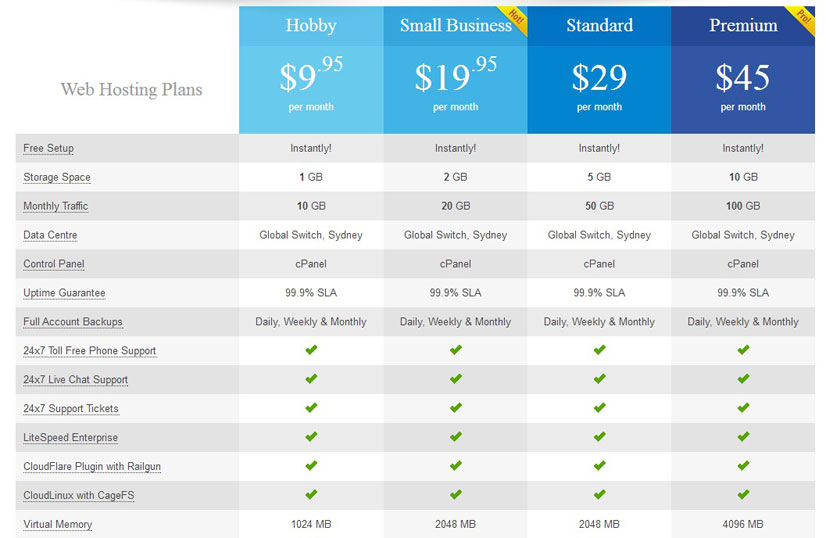 Hobby Small Business Hot! Standard Premium Pro!
Web Hosting Plans $9.95 $19.95 $29 $45
per month per month per month per month
Free Setup Instantly! Instantly! Instantly! Instantly!
Storage Space 1 GB 2 GB 5 GB 10 GB
Monthly Traffic 10 GB 20 GB 50 GB 100 GB
Data Centre Global Switch, Sydney Global Switch, Sydney Global Switch, Sydney Global Switch, Sydney
Control Panel cPanel cPanel cPanel cPanel
Uptime Guarantee 99.9% SLA 99.9% SLA 99.9% SLA 99.9% SLA
Full Account Backups Daily, Weekly & Monthly Daily, Weekly & Monthly Daily, Weekly & Monthly Daily, Weekly & Monthly
24x7 Toll Free Phone Support
24x7 Live Chat Support
24x7 Support Tickets
LiteSpeed Enterprise
CloudFlare Plugin with Railgun
CloudLinux with CageFS
Virtual Memory 1024 MB 2048 MB 2048 MB 4096 MB